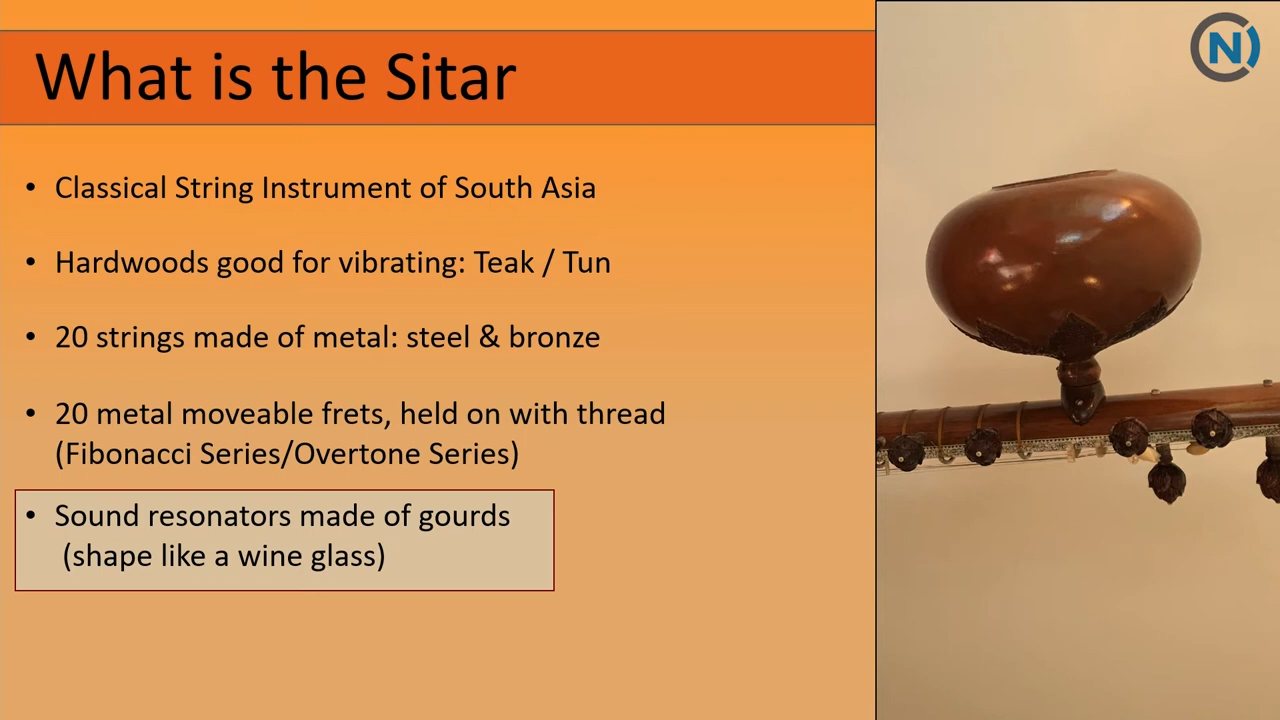 What is the Sitar
• Classical String Instrument of South Asia
• Hardwoods good for vibrating: Teak / Tun
• 20 strings made of metal: steel & bronze
• 20 metal moveable frets, held on with thread
(Fibonacci Series/Overtone Series)
• Sound resonators made of gourds
(shape like a wine glass)
N